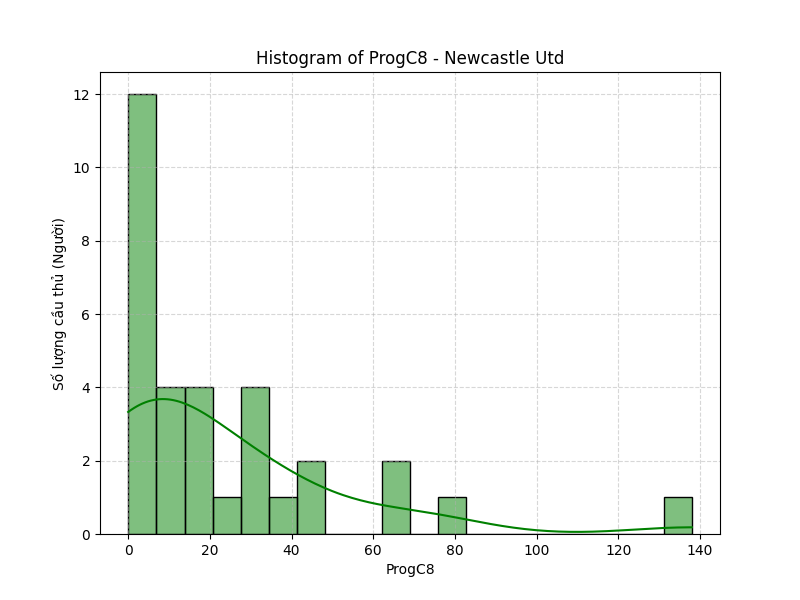 Histogram of ProgC8 - Newcastle Utd
12
10
8
6
4
2
0
Số lượng cầu thủ (Người)
0 20 40 60 80 100 120 140
ProgC8